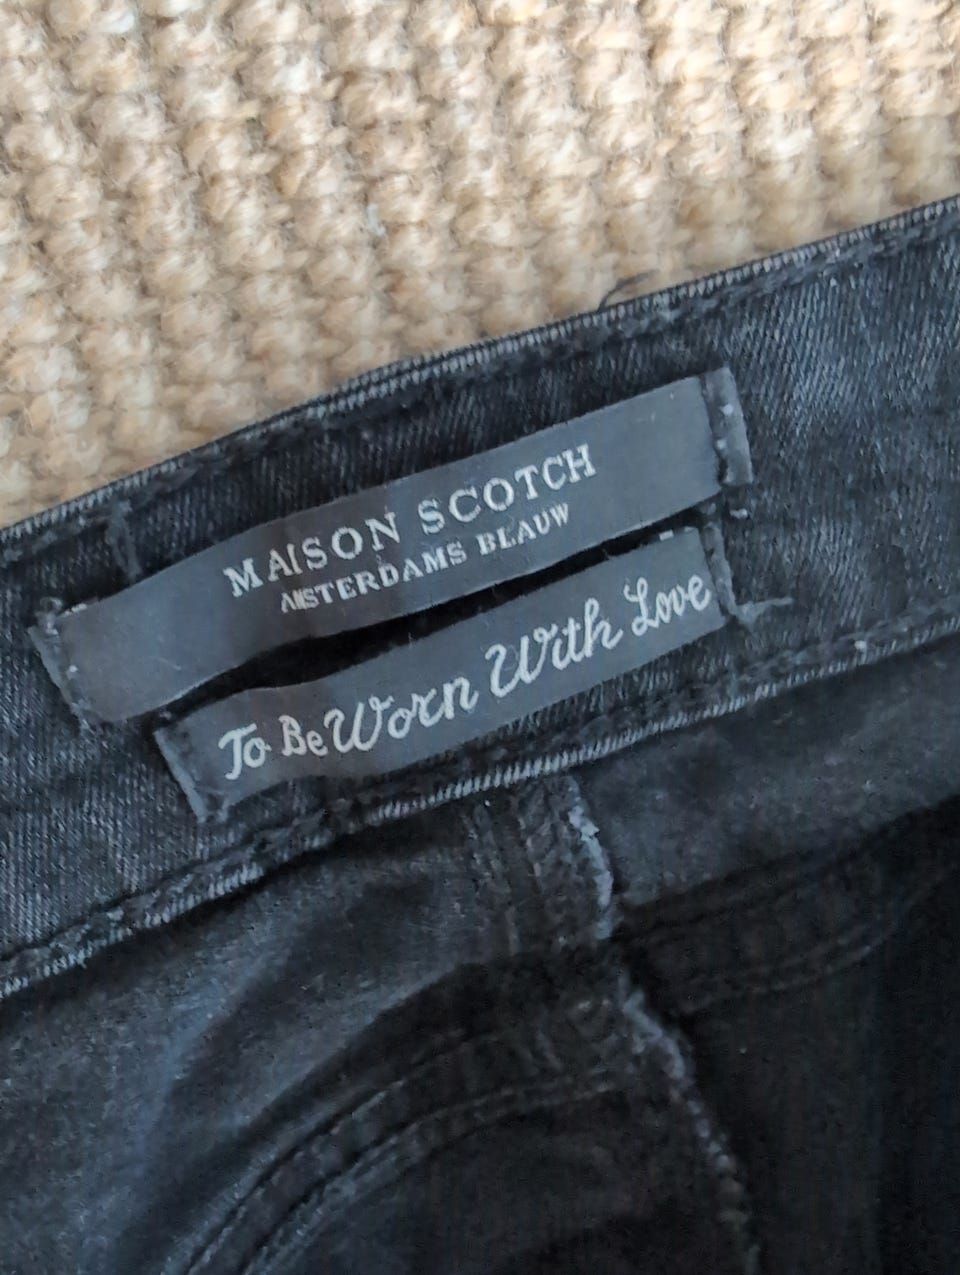 MAISON SCOTCH
AMSTERDAMS BLAUW
To Be Worn With Love